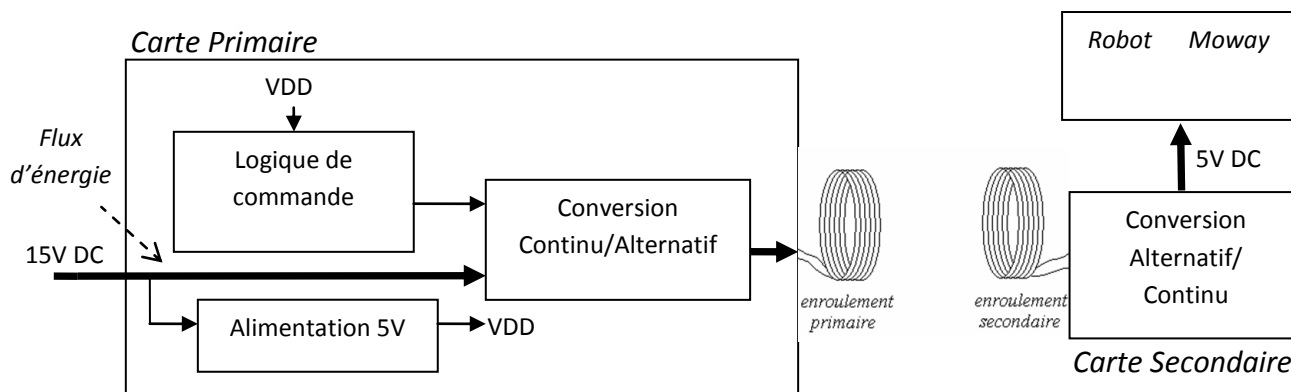 Carte Primaire
VDD
Flux
d’énergie
Logique de
commande
15V DC
Conversion
Continu/Alternatif
Alimentation 5V
VDD
enroulement
primaire
enroulement
secondaire
Robot Moway
5V DC
Conversion
Alternatif/
Continu
Carte Secondaire